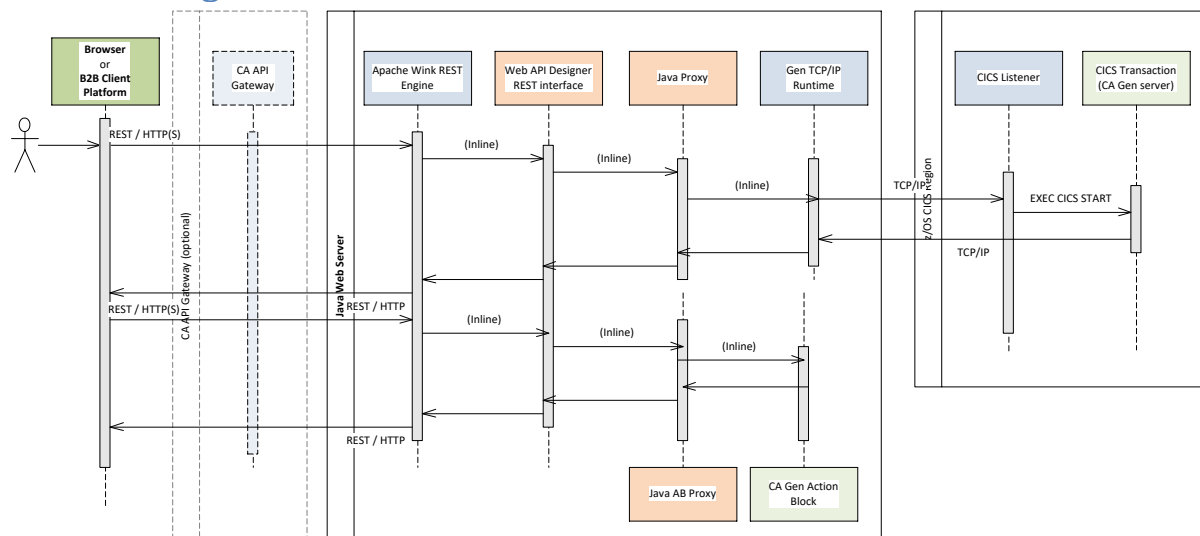 Browser
or
B2B Client
Platform
CA API
Gateway
Apache Wink REST
Engine
Web API Designer
REST interface
Java Proxy
Gen TCP/IP
Runtime
CICS Listener
CICS Transaction
(CA Gen server)
REST / HTTP(S)
(Inline)
(Inline)
(Inline)
TCP/IP
EXEC CICS START
TCP/IP
CA API Gateway (optional)
Java Web Server
z/OS CICS Region
REST / HTTP
REST / HTTP(S)
(Inline)
(Inline)
(Inline)
REST / HTTP
Java AB Proxy
CA Gen Action
Block